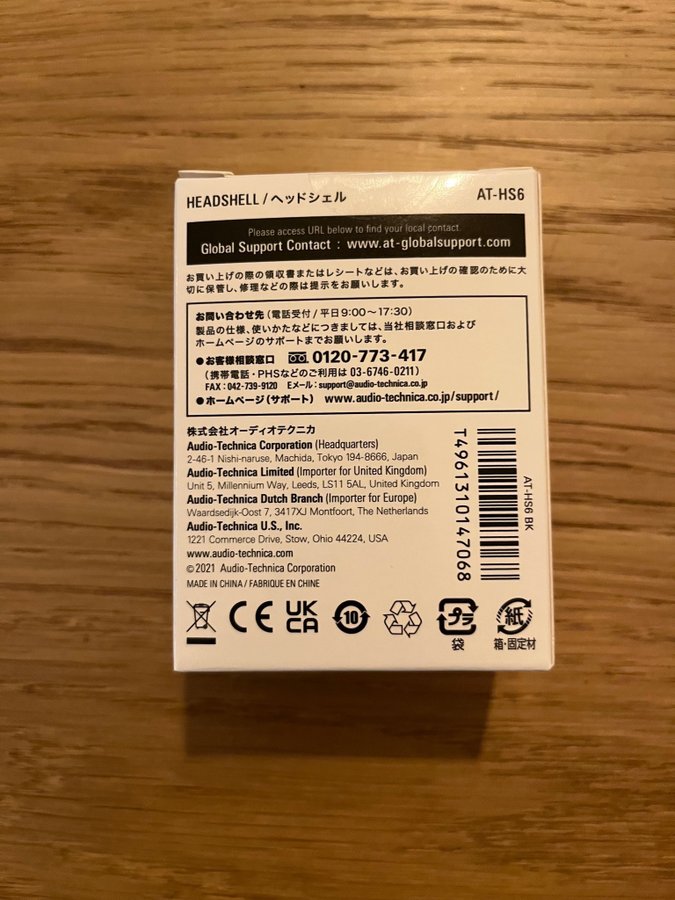 HEADSHELL / ヘッドシェル AT-HS6
Please access URL below to find your local contact.
Global Support Contact : www.at-globalsupport.com
お買い上げの際の領収書またはレシートなどは、お買い上げの確認のために大
切に保管し、修理などの際は提示をお願いします。
お問い合わせ先(電話受付/平日9:00~17:30)
製品の仕様、使いかたなどにつきましては、当社相談窓口および
ホームページのサポートまでお願いします。
●お客様相談窓口 0120-773-417
(携帯電話・PHSなどのご利用は 03-6746-0211)
FAX:042-739-9120 Eメール:support@audio-technica.co.jp
●ホームページ(サポート) www.audio-technica.co.jp/support/
株式会社オーディオテクニカ
Audio-Technica Corporation (Headquarters)
2-46-1 Nishi-naruse, Machida, Tokyo 194-8666, Japan
Audio-Technica Limited (Importer for United Kingdom)
Unit 5, Millennium Way, Leeds, LS11 5AL, United Kingdom
Audio-Technica Dutch Branch (Importer for Europe)
Waardsedijk-Oost 7, 3417XJ Montfoort, The Netherlands
Audio-Technica U.S., Inc.
1221 Commerce Drive, Stow, Ohio 44224, USA
www.audio-technica.com
©2021 Audio-Technica Corporation
MADE IN CHINA / FABRIQUE EN CHINE
T4961310147068
AT-HS6 BK
CE UK CA 10 プラ 紙
袋 箱・固定材